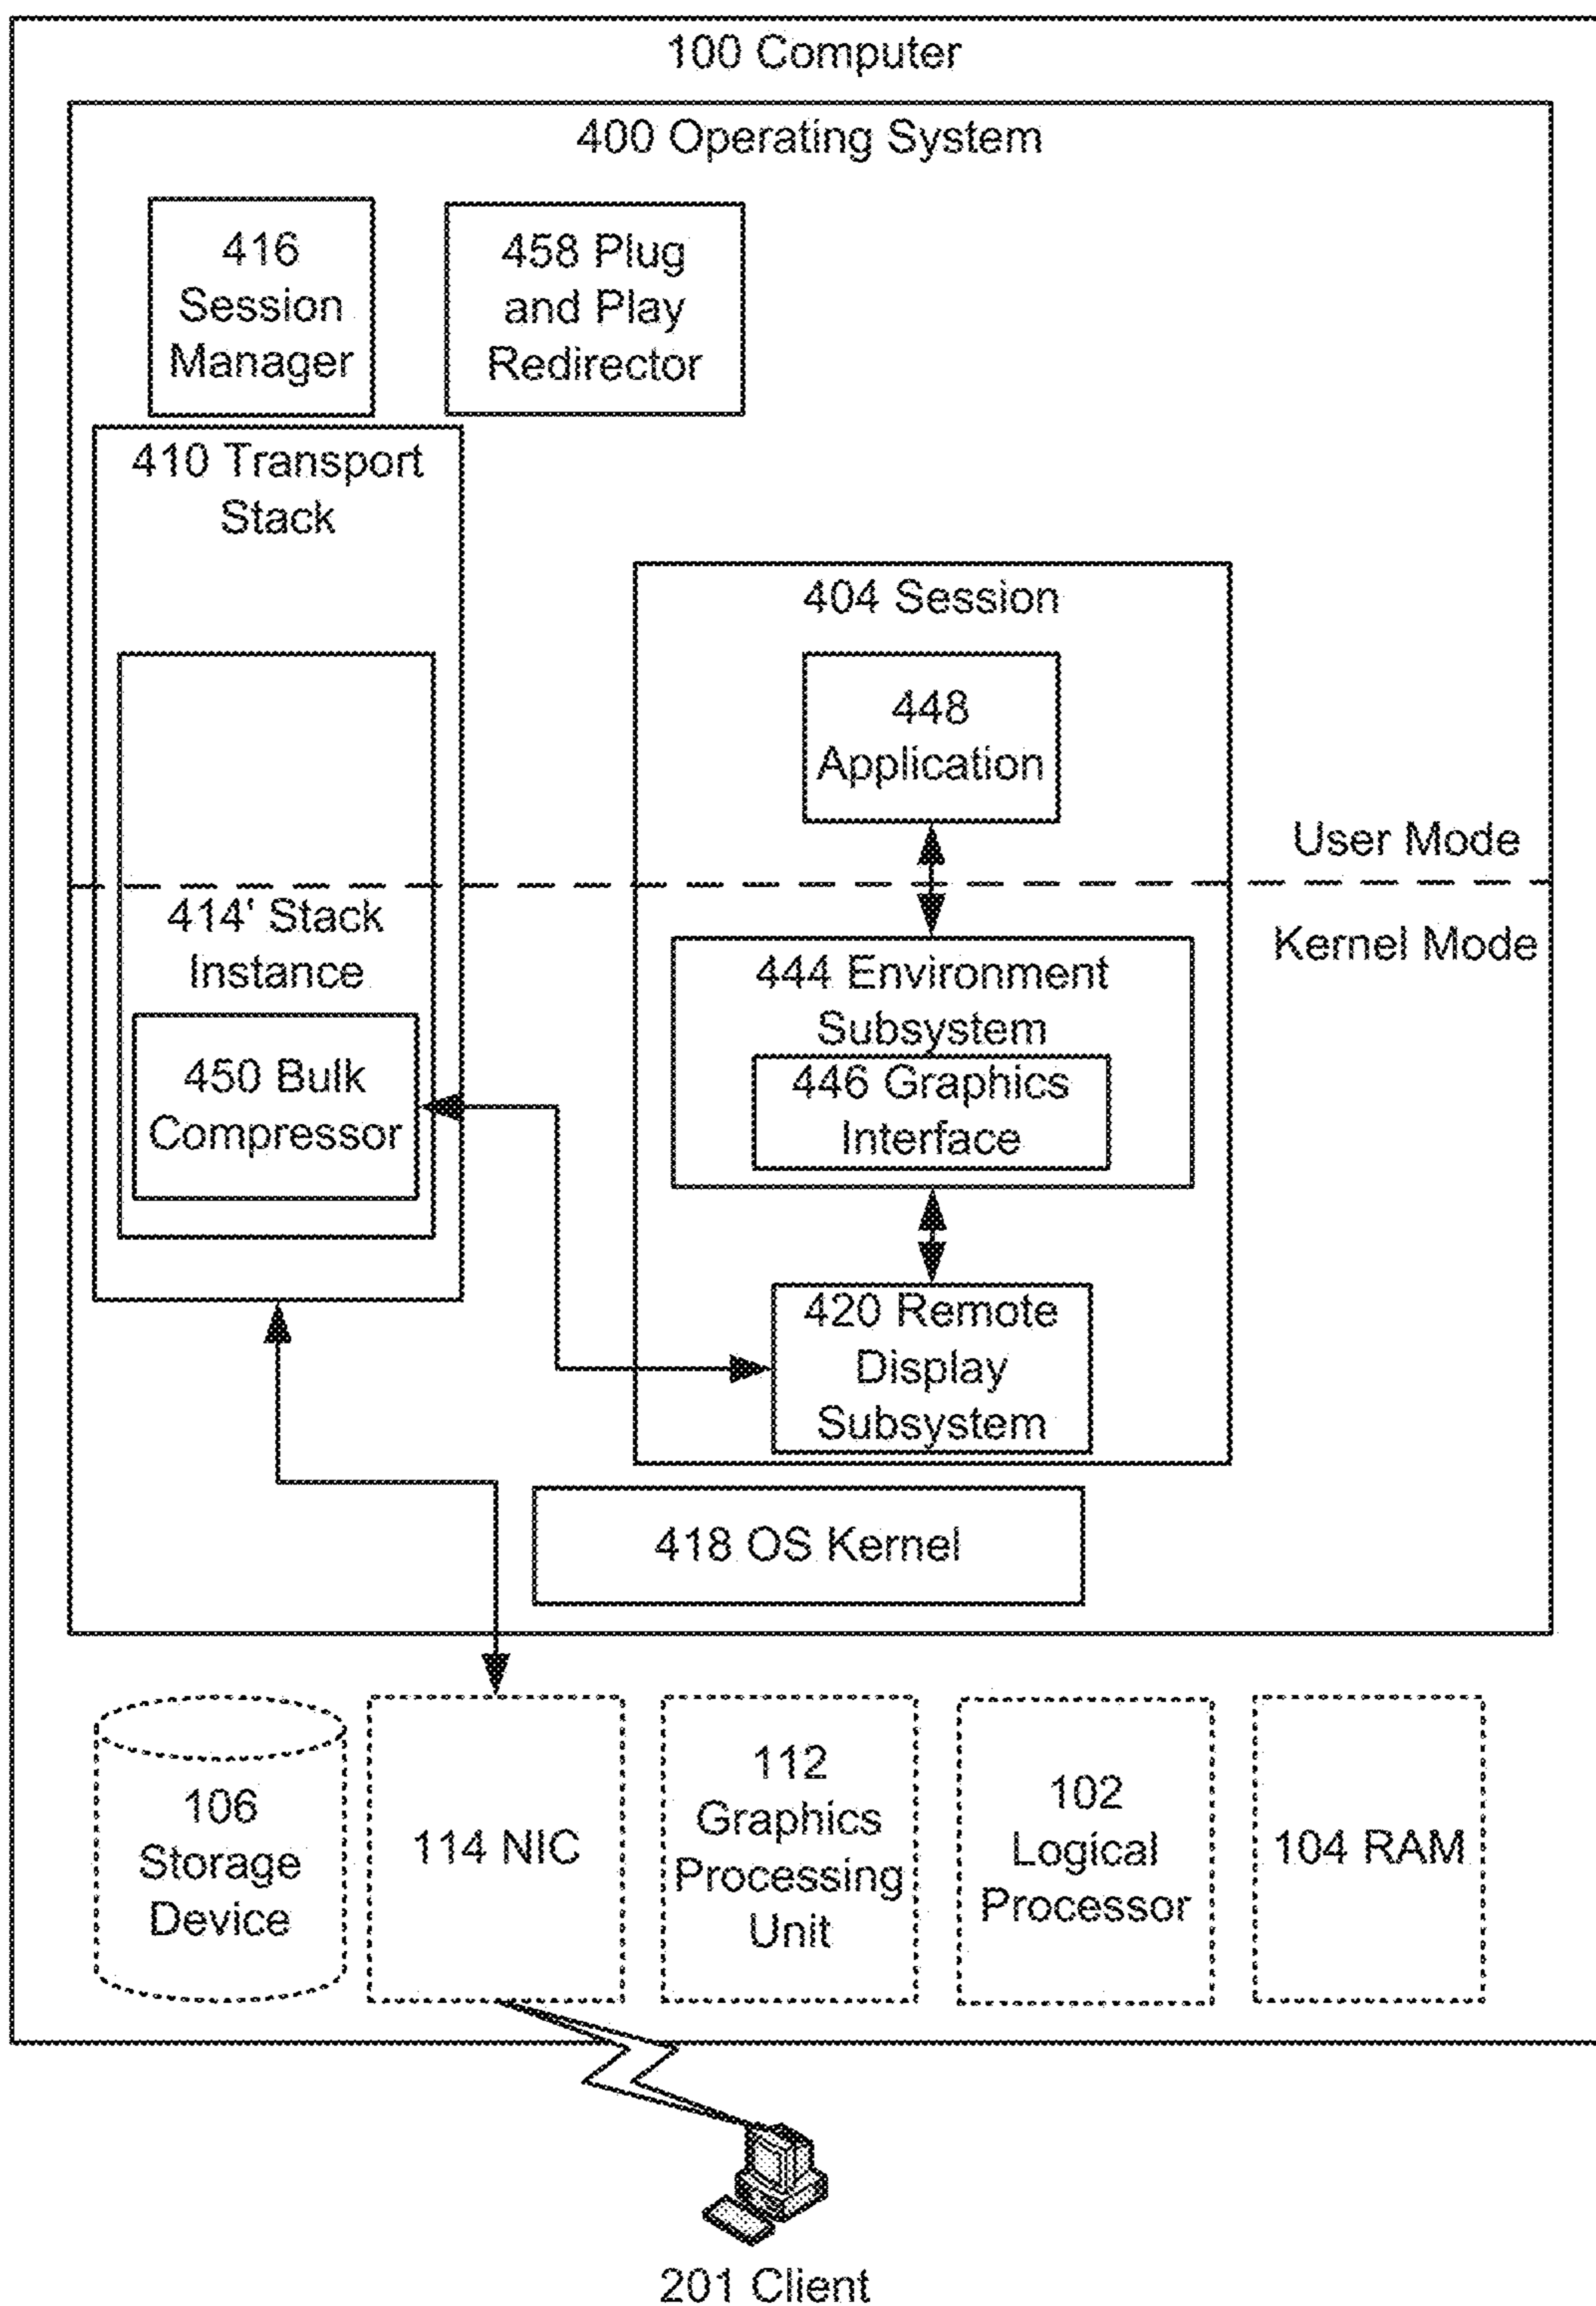 100 Computer
400 Operating System
416
Session
Manager
458 Plug
and Play
Redirector
410 Transport
Stack
404 Session
448
Application
User Mode
Kernel Mode
414' Stack
Instance
450 Bulk
Compressor
444 Environment
Subsystem
446 Graphics
Interface
420 Remote
Display
Subsystem
418 OS Kernel
106
Storage
Device
114 NIC
112
Graphics
Processing
Unit
102
Logical
Processor
104 RAM
201 Client